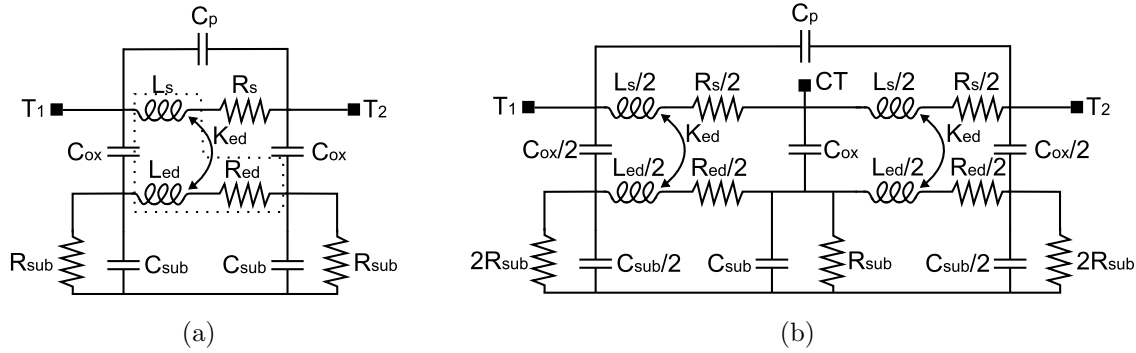 Cp
Cp
Ls
Rs
Ls/2
Rs/2
CT
Ls/2
Rs/2
T1
T2
T1
T2
Ked
Ked
Ked
Cox
Cox
Cox/2
Cox
Cox/2
Led
Red
Led/2
Red/2
Led/2
Red/2
Rsub
Csub
Csub
Rsub
2Rsub
Csub/2
Csub
Rsub
Csub/2
2Rsub
(a)
(b)